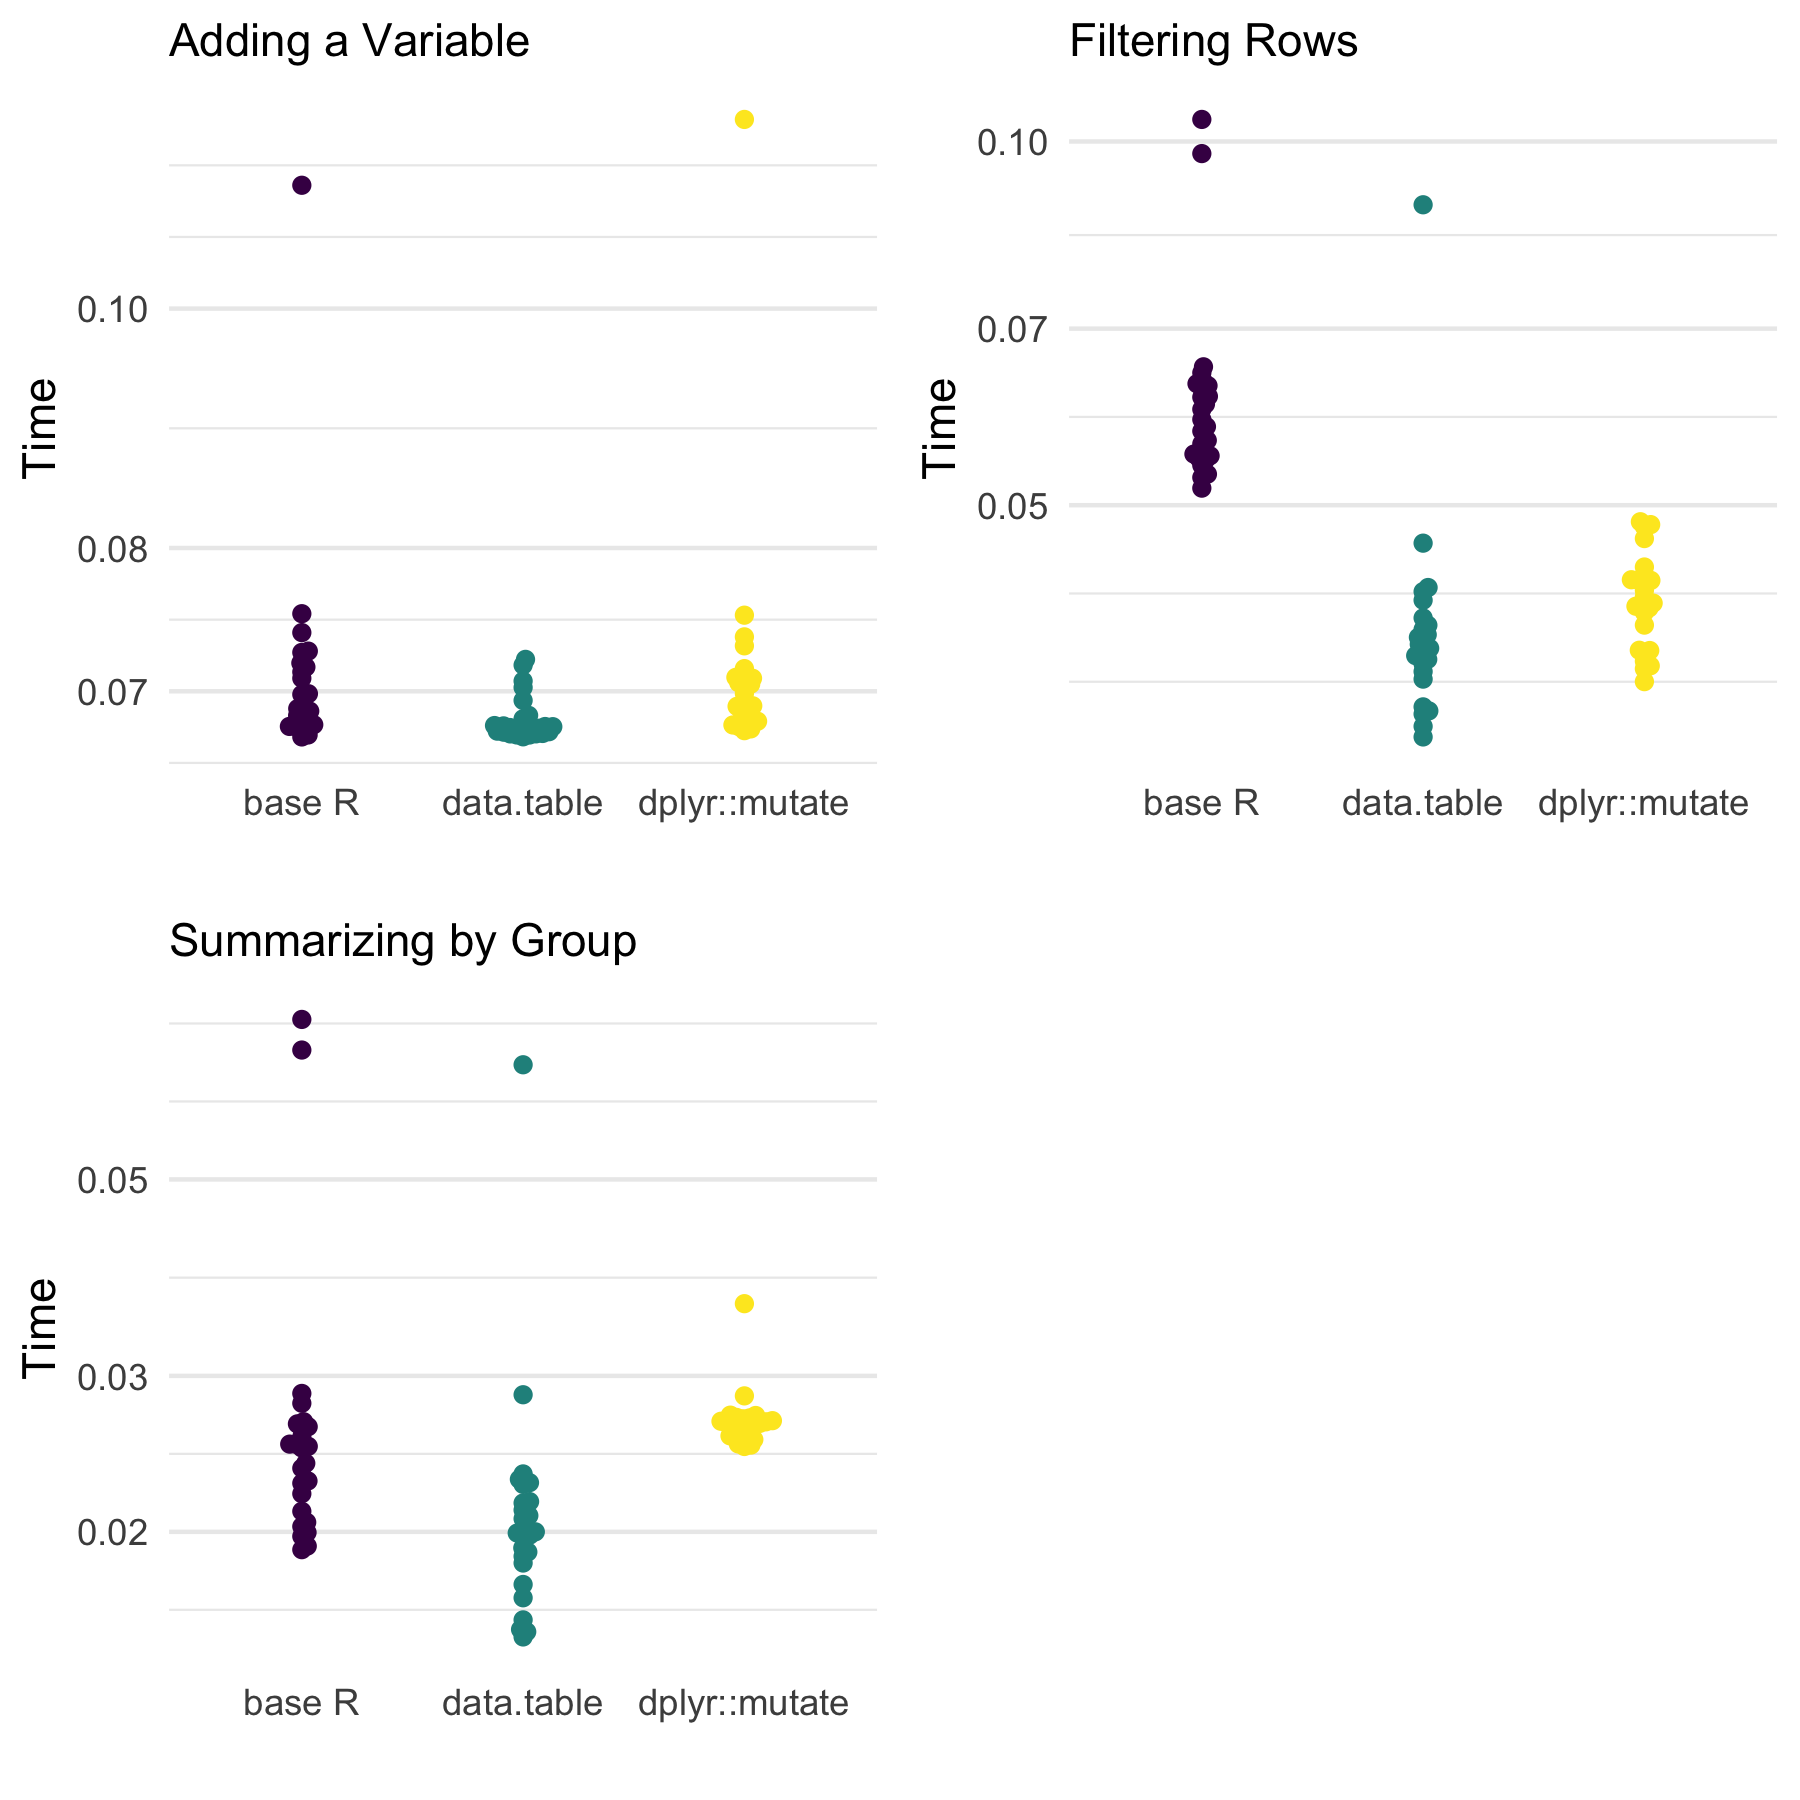 Adding a Variable
Time
0.10
0.08
0.07
base R
data.table
dplyr::mutate
Filtering Rows
Time
0.10
0.07
0.05
base R
data.table
dplyr::mutate
Summarizing by Group
Time
0.05
0.03
0.02
base R
data.table
dplyr::mutate